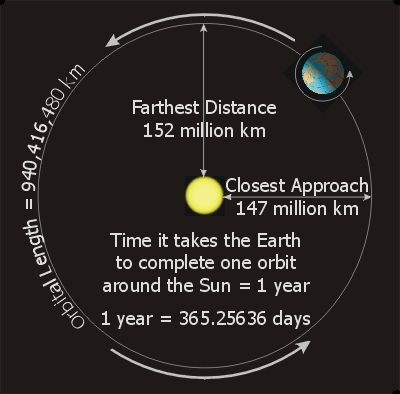 Farthest Distance
152 million km
Orbital Length = 940,416,480 km
Closest Approach
147 million km
Time it takes the Earth
to complete one orbit
around the Sun = 1 year
1 year = 365.25636 days